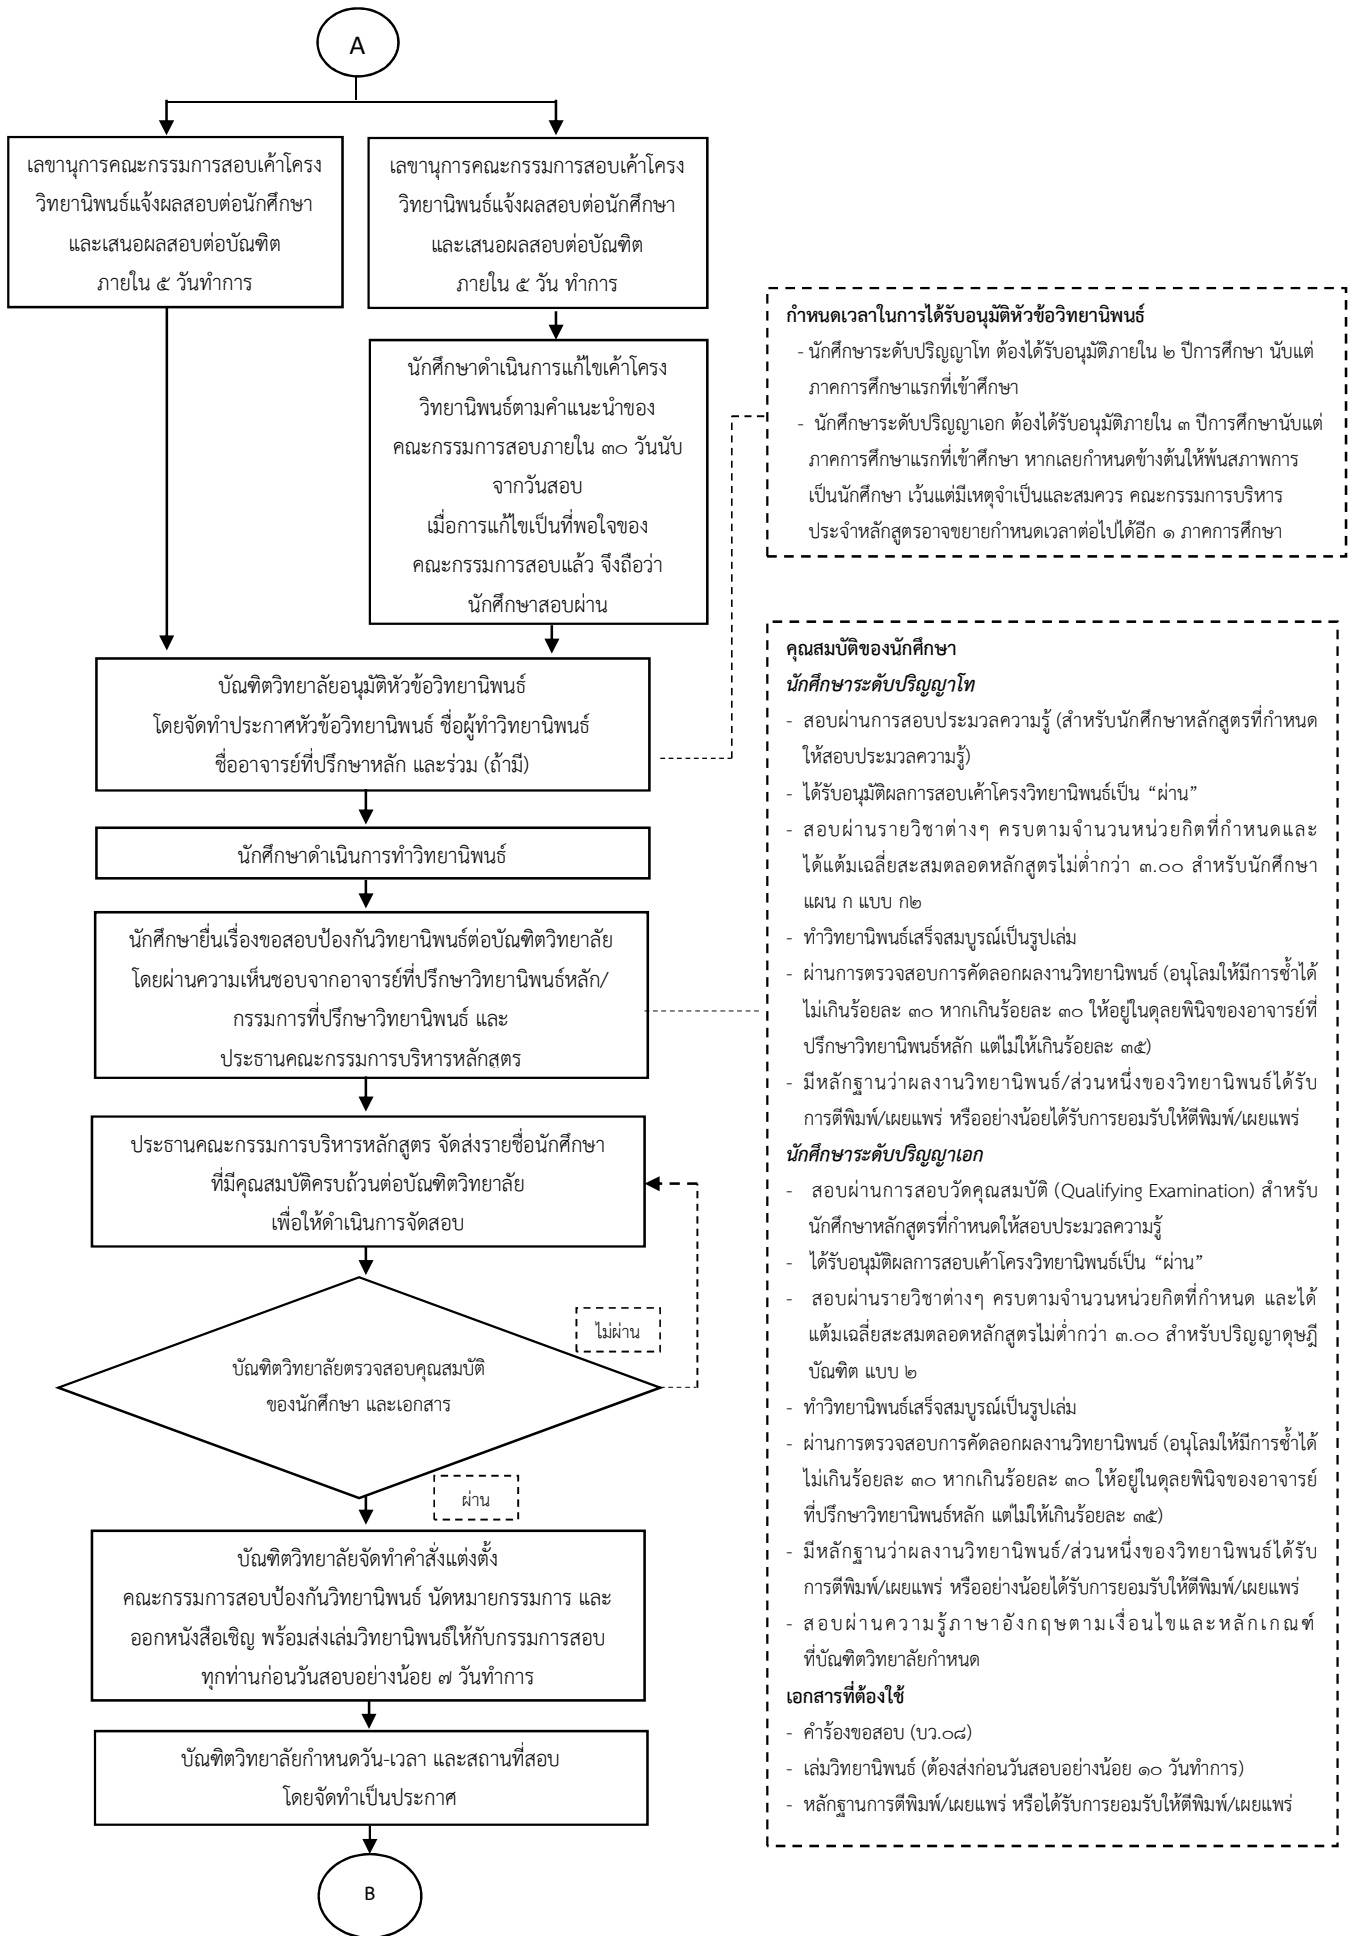 A
เลขานุการคณะกรรมการสอบเค้าโครง
วิทยานิพนธ์แจ้งผลสอบต่อนักศึกษา
และเสนอผลสอบต่อบัณฑิต
ภายใน ๕ วันทำการ
เลขานุการคณะกรรมการสอบเค้าโครง
วิทยานิพนธ์แจ้งผลสอบต่อนักศึกษา
และเสนอผลสอบต่อบัณฑิต
ภายใน ๕ วัน ทำการ
นักศึกษาดำเนินการแก้ไขเค้าโครง
วิทยานิพนธ์ตามคำแนะนำของ
คณะกรรมการสอบภายใน ๓๐ วันนับ
จากวันสอบ
เมื่อการแก้ไขเป็นที่พอใจของ
คณะกรรมการสอบแล้ว จึงถือว่า
นักศึกษาสอบผ่าน
บัณฑิตวิทยาลัยอนุมัติหัวข้อวิทยานิพนธ์
โดยจัดทำประกาศหัวข้อวิทยานิพนธ์ ชื่อผู้ทำวิทยานิพนธ์
ชื่ออาจารย์ที่ปรึกษาหลัก และร่วม (ถ้ามี)
นักศึกษาดำเนินการทำวิทยานิพนธ์
นักศึกษายื่นเรื่องขอสอบป้องกันวิทยานิพนธ์ต่อบัณฑิตวิทยาลัย
โดยผ่านความเห็นชอบจากอาจารย์ที่ปรึกษาวิทยานิพนธ์หลัก/
กรรมการที่ปรึกษาวิทยานิพนธ์ และ
ประธานคณะกรรมการบริหารหลักสูตร
ประธานคณะกรรมการบริหารหลักสูตร จัดส่งรายชื่อนักศึกษา
ที่มีคุณสมบัติครบถ้วนต่อบัณฑิตวิทยาลัย
เพื่อให้ดำเนินการจัดสอบ
ไม่ผ่าน
บัณฑิตวิทยาลัยตรวจสอบคุณสมบัติ
ของนักศึกษา และเอกสาร
ผ่าน
บัณฑิตวิทยาลัยจัดทำคำสั่งแต่งตั้ง
คณะกรรมการสอบป้องกันวิทยานิพนธ์ นัดหมายกรรมการ และ
ออกหนังสือเชิญ พร้อมส่งเล่มวิทยานิพนธ์ให้กับกรรมการสอบ
ทุกท่านก่อนวันสอบอย่างน้อย ๗ วันทำการ
บัณฑิตวิทยาลัยกำหนดวัน-เวลา และสถานที่สอบ
โดยจัดทำเป็นประกาศ
B
กำหนดเวลาในการได้รับอนุมัติหัวข้อวิทยานิพนธ์
- นักศึกษาระดับปริญญาโท ต้องได้รับอนุมัติภายใน ๒ ปีการศึกษา นับแต่
ภาคการศึกษาแรกที่เข้าศึกษา
- นักศึกษาระดับปริญญาเอก ต้องได้รับอนุมัติภายใน ๓ ปีการศึกษานับแต่
ภาคการศึกษาแรกที่เข้าศึกษา หากเลยกำหนดข้างต้นให้พ้นสภาพการ
เป็นนักศึกษา เว้นแต่มีเหตุจำเป็นและสมควร คณะกรรมการบริหาร
ประจำหลักสูตรอาจขยายกำหนดเวลาต่อไปได้อีก ๑ ภาคการศึกษา
คุณสมบัติของนักศึกษา
นักศึกษาระดับปริญญาโท
- สอบผ่านการสอบประมวลความรู้ (สำหรับนักศึกษาหลักสูตรที่กำหนด
ให้สอบประมวลความรู้)
- ได้รับอนุมัติผลการสอบเค้าโครงวิทยานิพนธ์เป็น “ผ่าน”
- สอบผ่านรายวิชาต่างๆ ครบตามจำนวนหน่วยกิตที่กำหนดและ
ได้แต้มเฉลี่ยสะสมตลอดหลักสูตรไม่ต่ำกว่า ๓.๐๐ สำหรับนักศึกษา
แผน ก แบบ ก๒
- ทำวิทยานิพนธ์เสร็จสมบูรณ์เป็นรูปเล่ม
- ผ่านการตรวจสอบการคัดลอกผลงานวิทยานิพนธ์ (อนุโลมให้มีการซ้ำได้
ไม่เกินร้อยละ ๓๐ หากเกินร้อยละ ๓๐ ให้อยู่ในดุลยพินิจของอาจารย์ที่
ปรึกษาวิทยานิพนธ์หลัก แต่ไม่ให้เกินร้อยละ ๓๕)
- มีหลักฐานว่าผลงานวิทยานิพนธ์/ส่วนหนึ่งของวิทยานิพนธ์ได้รับ
การตีพิมพ์/เผยแพร่ หรืออย่างน้อยได้รับการยอมรับให้ตีพิมพ์/เผยแพร่
นักศึกษาระดับปริญญาเอก
- สอบผ่านการสอบวัดคุณสมบัติ (Qualifying Examination) สำหรับ
นักศึกษาหลักสูตรที่กำหนดให้สอบประมวลความรู้
- ได้รับอนุมัติผลการสอบเค้าโครงวิทยานิพนธ์เป็น “ผ่าน”
- สอบผ่านรายวิชาต่างๆ ครบตามจำนวนหน่วยกิตที่กำหนด และได้
แต้มเฉลี่ยสะสมตลอดหลักสูตรไม่ต่ำกว่า ๓.๐๐ สำหรับปริญญาดุษฎี
บัณฑิต แบบ ๒
- ทำวิทยานิพนธ์เสร็จสมบูรณ์เป็นรูปเล่ม
- ผ่านการตรวจสอบการคัดลอกผลงานวิทยานิพนธ์ (อนุโลมให้มีการซ้ำได้
ไม่เกินร้อยละ ๓๐ หากเกินร้อยละ ๓๐ ให้อยู่ในดุลยพินิจของอาจารย์
ที่ปรึกษาวิทยานิพนธ์หลัก แต่ไม่ให้เกินร้อยละ ๓๕)
- มีหลักฐานว่าผลงานวิทยานิพนธ์/ส่วนหนึ่งของวิทยานิพนธ์ได้รับ
การตีพิมพ์/เผยแพร่ หรืออย่างน้อยได้รับการยอมรับให้ตีพิมพ์/เผยแพร่
- สอบผ่านความรู้ภาษาอังกฤษตามเงื่อนไขและหลักเกณฑ์
ที่บัณฑิตวิทยาลัยกำหนด
เอกสารที่ต้องใช้
- คำร้องขอสอบ (บว.๐๘)
- เล่มวิทยานิพนธ์ (ต้องส่งก่อนวันสอบอย่างน้อย ๑๐ วันทำการ)
- หลักฐานการตีพิมพ์/เผยแพร่ หรือได้รับการยอมรับให้ตีพิมพ์/เผยแพร่